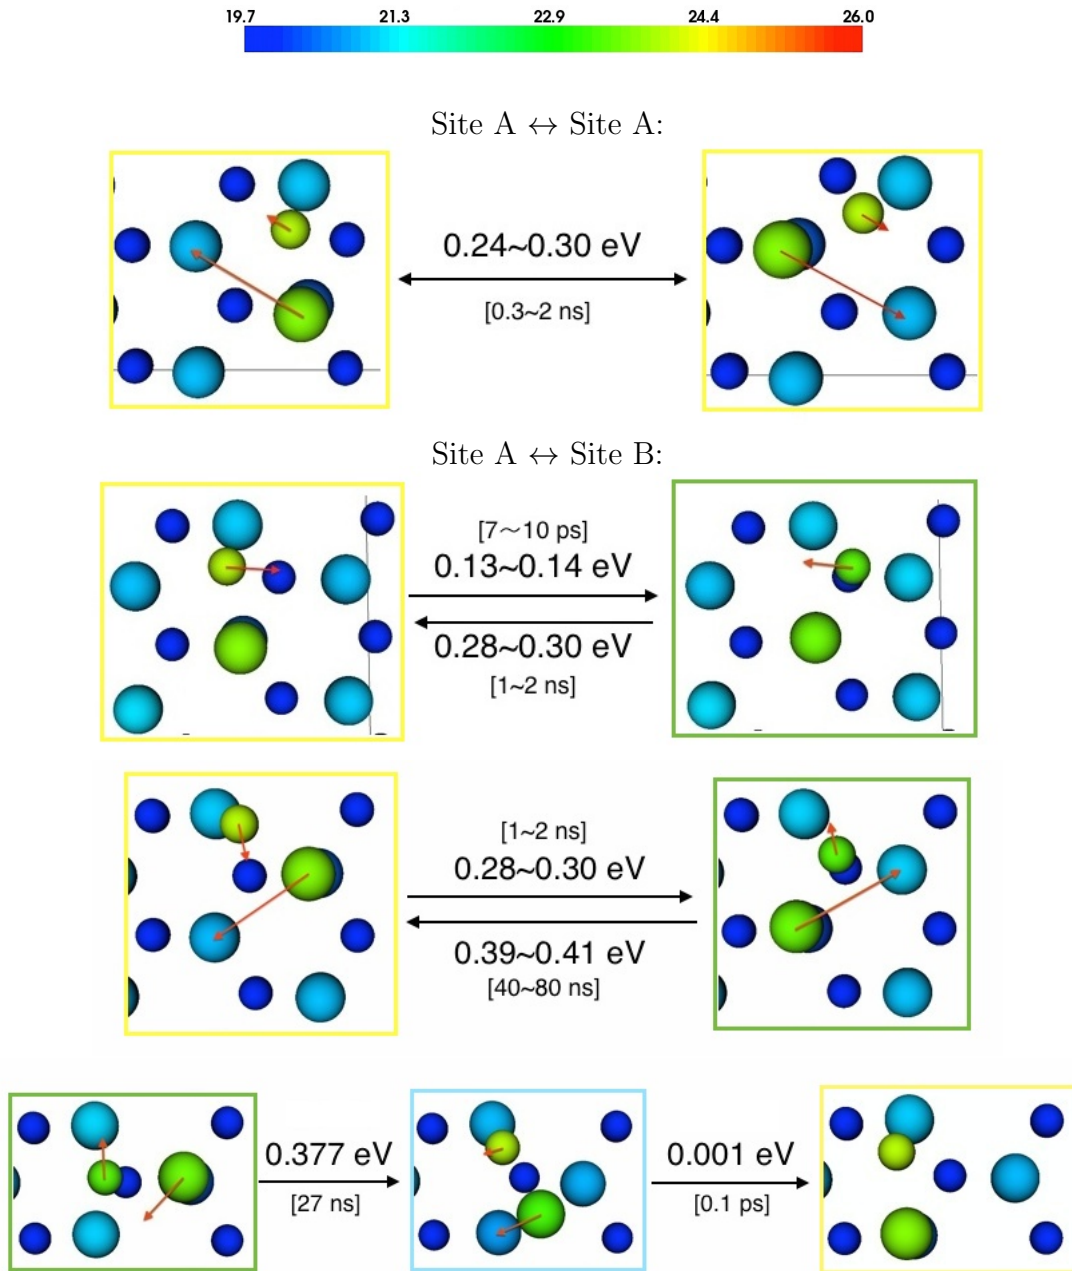 19.7 21.3 22.9 24.4 26.0
Site A ↔ Site A:
0.24~0.30 eV
[0.3~2 ns]
Site A ↔ Site B:
[7～10 ps]
0.13~0.14 eV
0.28~0.30 eV
[1~2 ns]
[1~2 ns]
0.28~0.30 eV
0.39~0.41 eV
[40~80 ns]
0.377 eV
[27 ns]
0.001 eV
[0.1 ps]